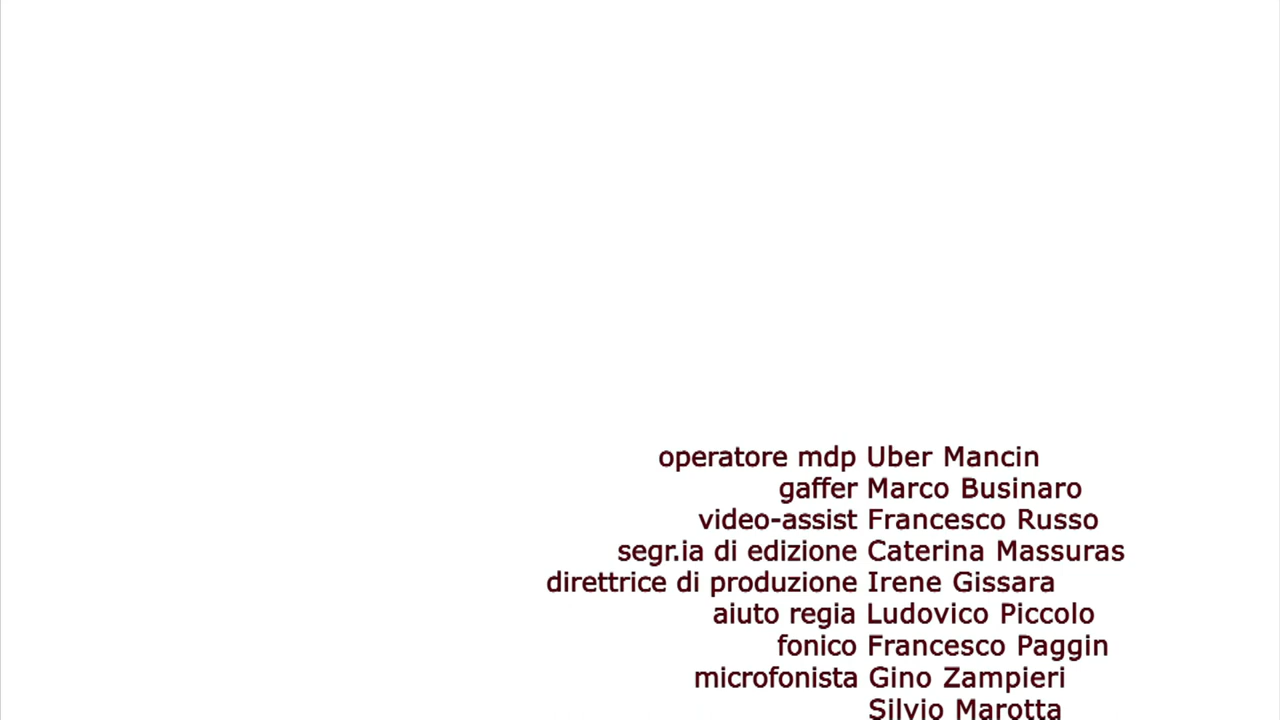 operatore mdp Uber Mancin
gaffer Marco Businaro
video-assist Francesco Russo
segr.ia di edizione Caterina Massuras
direttrice di produzione Irene Gissara
aiuto regia Ludovico Piccolo
fonico Francesco Paggin
microfonista Gino Zampieri
Silvio Marotta